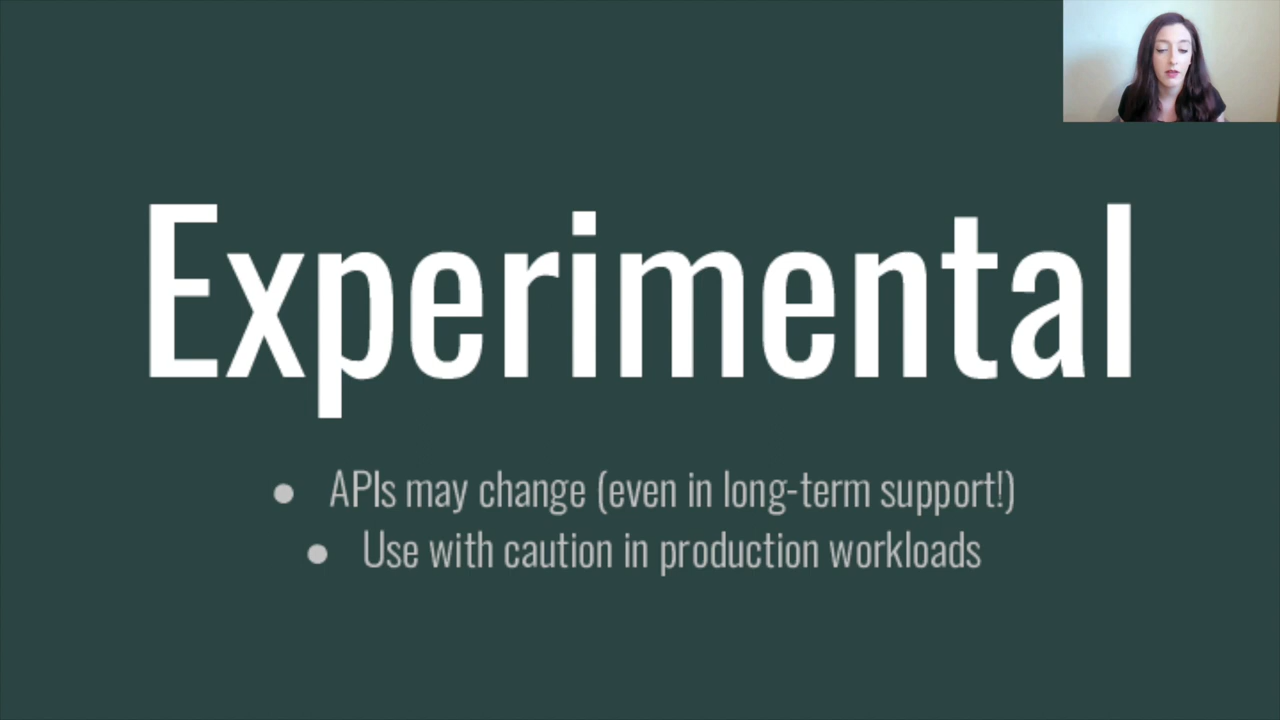 Experimental
● APIs may change (even in long-term support!)
● Use with caution in production workloads